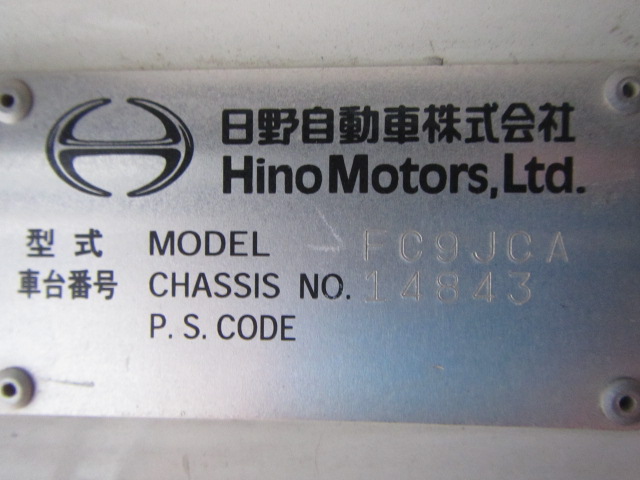 日野自動車株式会社
Hino Motors, Ltd.
型式 MODEL FC9JCA
車台番号 CHASSIS NO. 14843
P. S. CODE